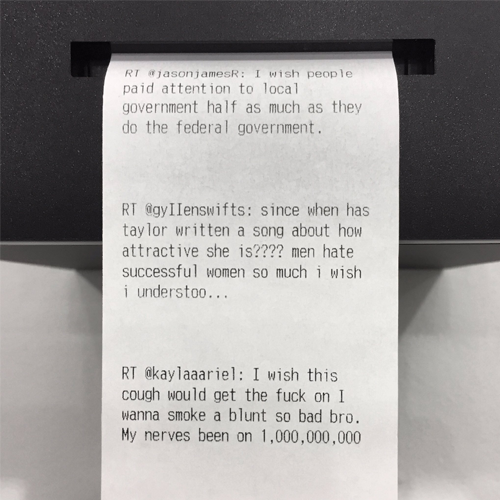 RT @jasonjamesR: I wish people
paid attention to local
government half as much as they
do the federal government.
RT @gyIIenswifts: since when has
taylor written a song about how
attractive she is???? men hate
successful women so much i wish
i understoo...
RT @kaylaaariel: I wish this
cough would get the fuck on I
wanna smoke a blunt so bad bro.
My nerves been on 1,000,000,000